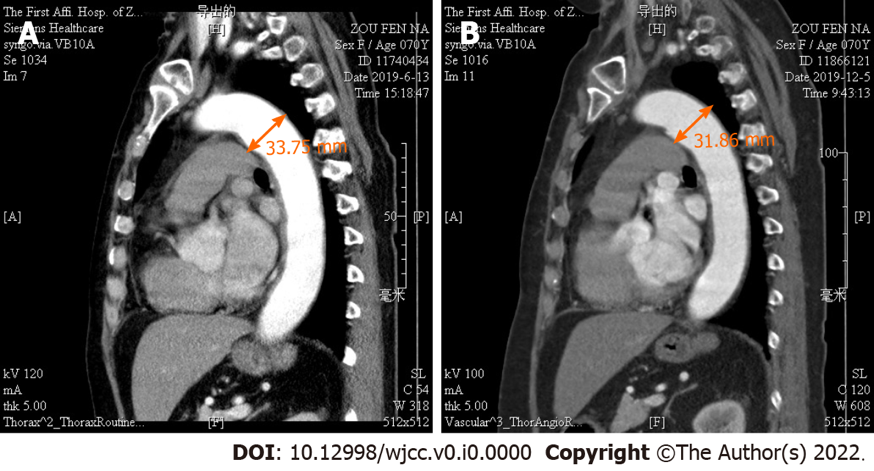 A
The First Affi. Hosp. of Z...
Siemens Healthcare
syngo.via.VB10A
Se 1034
Im 7
导出的
[H]
ZOU FEN NA
Sex F / Age 070Y
ID 11740434
Date 2019-6-13
Time 15:18:47
33.75 mm
[A]
50
[P]
毫米
kV 120
mA
thk 5.00
Thorax^2_ThoraxRoutine...
[F]
SL
C 54
W 318
512x512
B
The First Affi. Hosp. of Z...
Siemens Healthcare
syngo.via.VB10A
Se 1016
Im 11
导出的
[H]
ZOU FEN NA
Sex F / Age 070Y
ID 11866121
Date 2019-12-5
Time 9:43:13
31.86 mm
100
[A]
[P]
毫米
kV 100
mA
thk 5.00
Vascular^3_ThorAngioR...
[F]
SL
C 120
W 608
512x512
DOI: 10.12998/wjcc.v0.i0.0000 Copyright ©The Author(s) 2022.